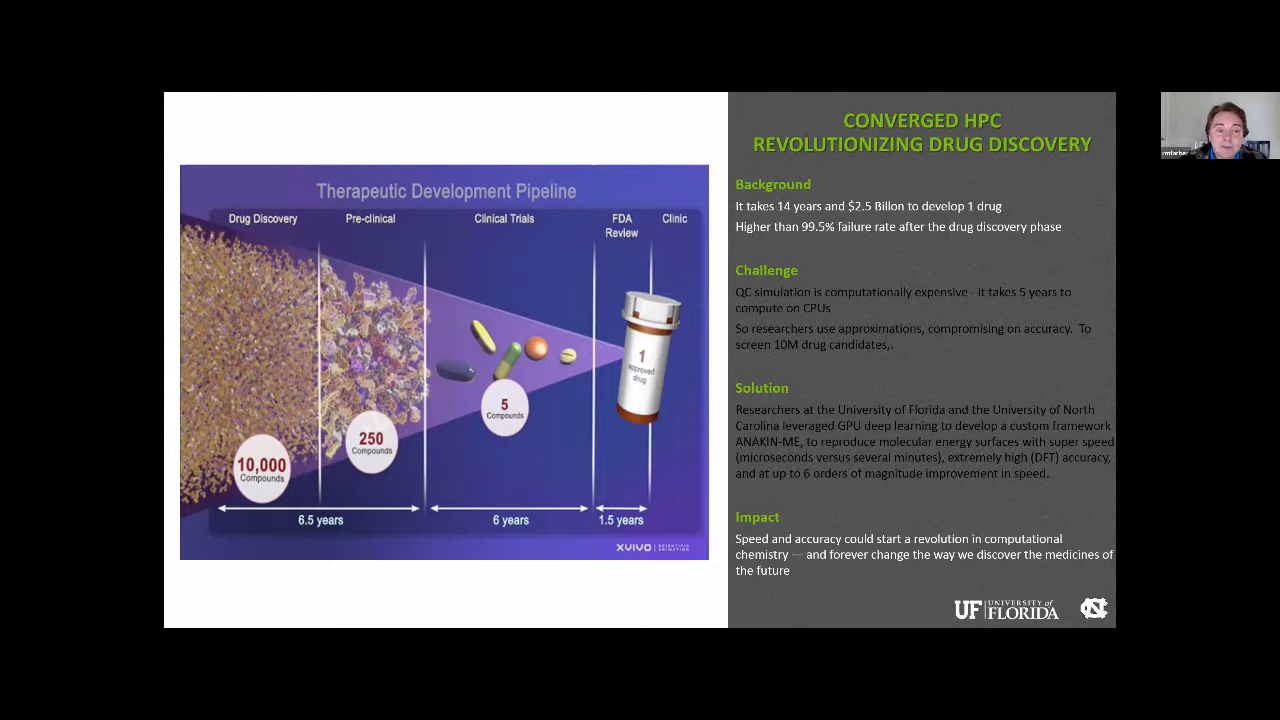 Therapeutic Development Pipeline
Drug Discovery
Pre-clinical
Clinical Trials
FDA
Review
Clinic
10,000
Compounds
250
Compounds
5
Compounds
1
approved
drug
6.5 years
6 years
1.5 years
XVIVO | SCIENTIFIC
ANIMATION
CONVERGED HPC
REVOLUTIONIZING DRUG DISCOVERY
Background
It takes 14 years and $2.5 Billon to develop 1 drug
Higher than 99.5% failure rate after the drug discovery phase
Challenge
QC simulation is computationally expensive - it takes 5 years to
compute on CPUs
So researchers use approximations, compromising on accuracy. To
screen 10M drug candidates,.
Solution
Researchers at the University of Florida and the University of North
Carolina leveraged GPU deep learning to develop a custom framework
ANAKIN-ME, to reproduce molecular energy surfaces with super speed
(microseconds versus several minutes), extremely high (DFT) accuracy,
and at up to 6 orders of magnitude improvement in speed.
Impact
Speed and accuracy could start a revolution in computational
chemistry — and forever change the way we discover the medicines of
the future
UF | UNIVERSITY of
FLORIDA
NC
rmfarber